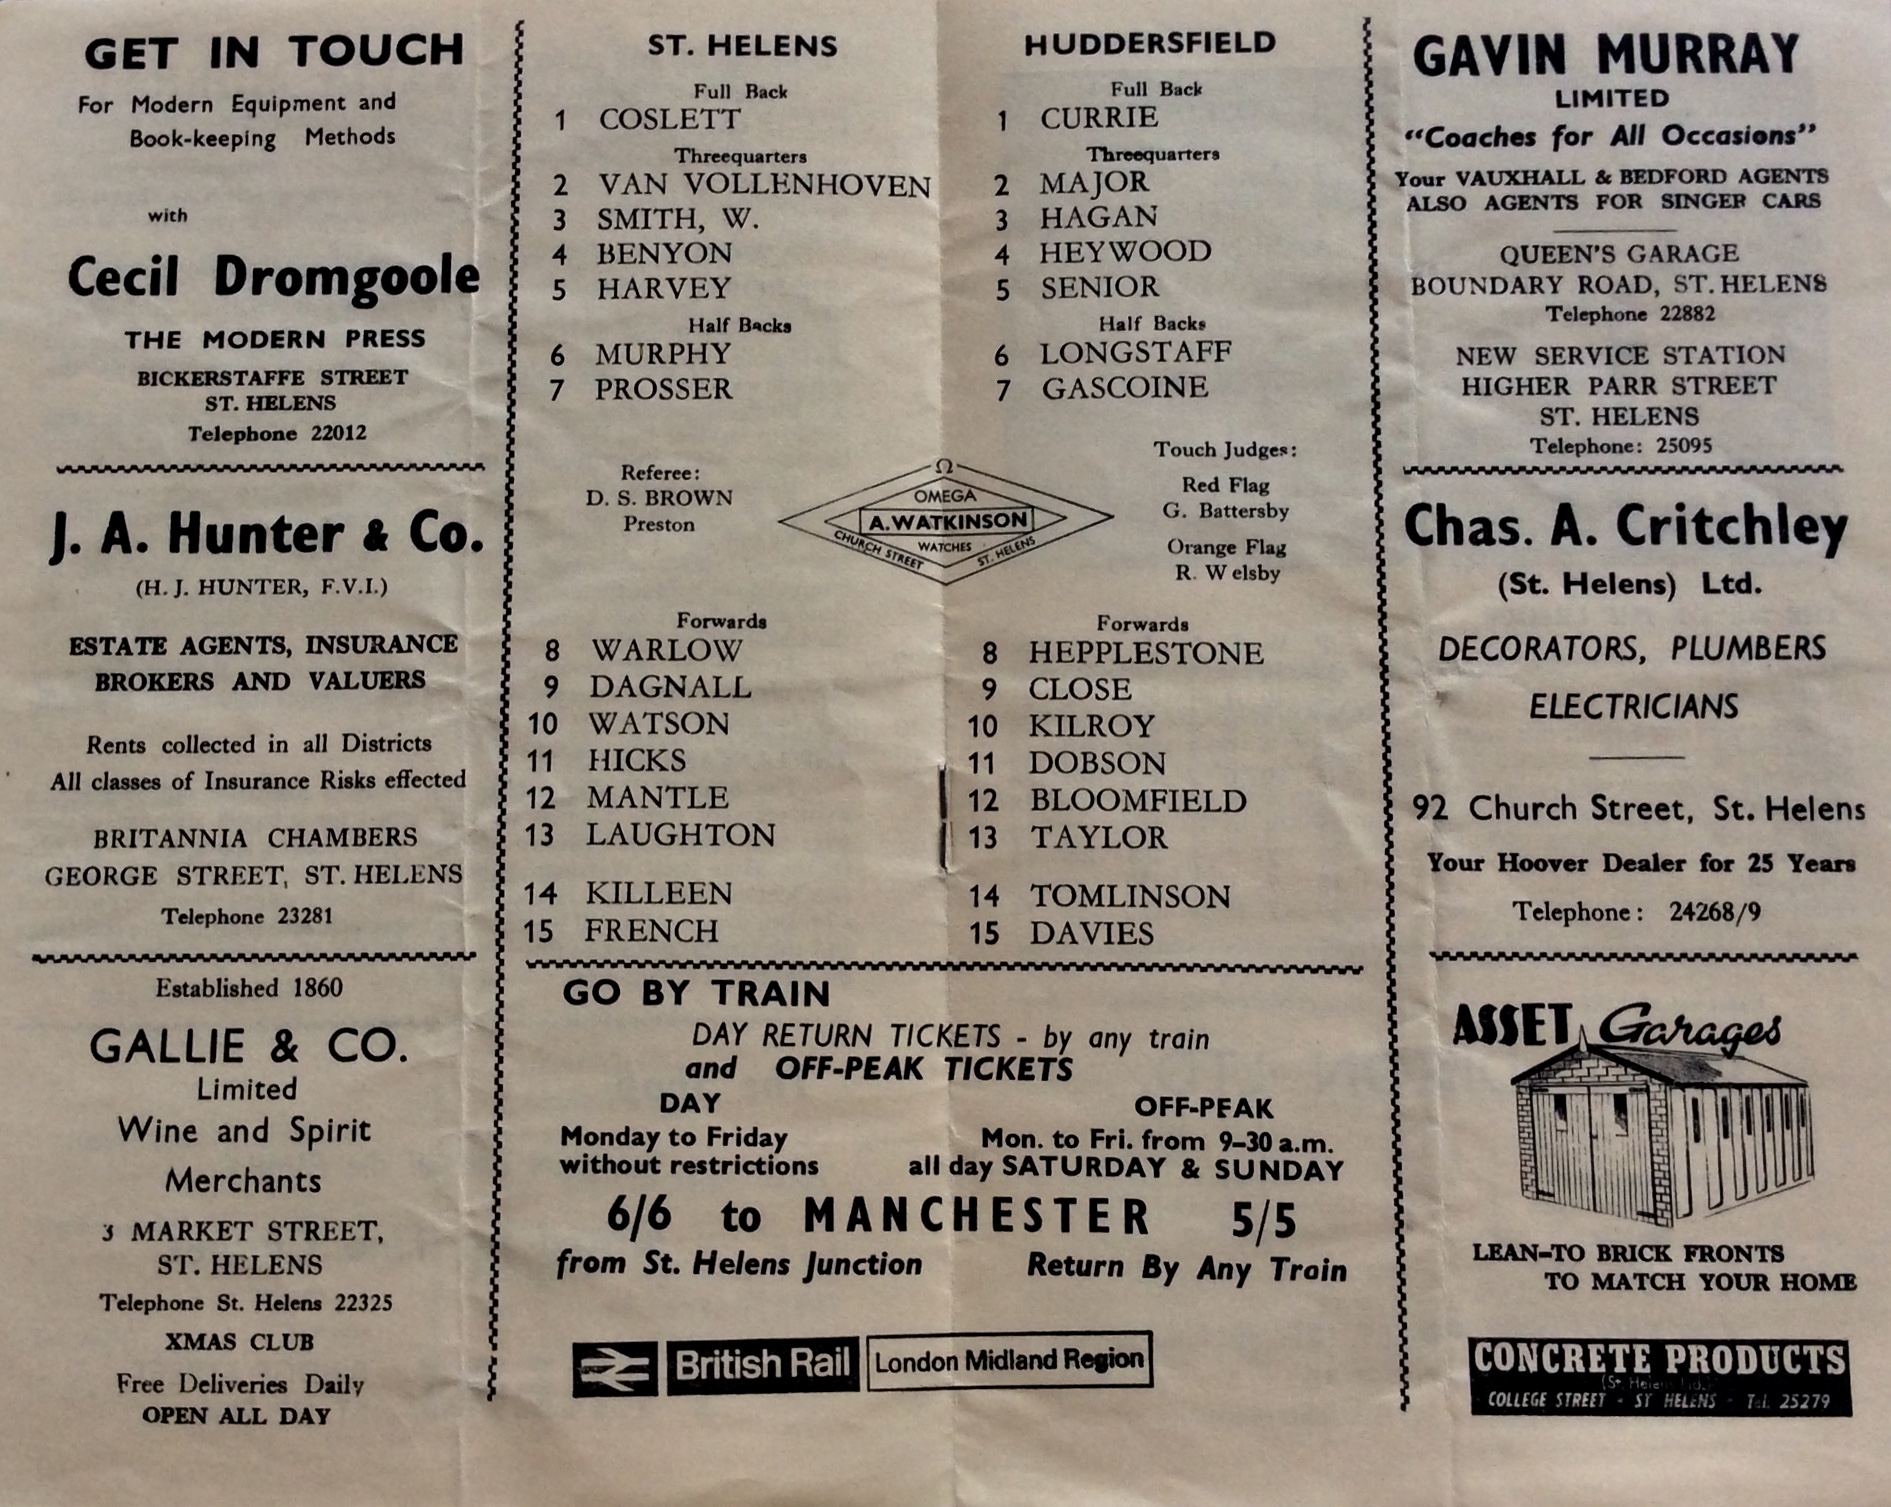 GET IN TOUCH
For Modern Equipment and
Book-keeping Methods
with
Cecil Dromgoole
THE MODERN PRESS
BICKERSTAFFE STREET
ST. HELENS
Telephone 22012
J. A. Hunter & Co.
(H. J. HUNTER, F.V.I.)
ESTATE AGENTS, INSURANCE
BROKERS AND VALUERS
Rents collected in all Districts
All classes of Insurance Risks effected
BRITANNIA CHAMBERS
GEORGE STREET, ST. HELENS
Telephone 23281
Established 1860
GALLIE & CO.
Limited
Wine and Spirit
Merchants
3 MARKET STREET,
ST. HELENS
Telephone St. Helens 22325
XMAS CLUB
Free Deliveries Daily
OPEN ALL DAY
ST. HELENS
Full Back
1 COSLETT
Threequarters
2 VAN VOLLENHOVEN
3 SMITH, W.
4 BENYON
5 HARVEY
Half Backs
6 MURPHY
7 PROSSER
Referee:
D. S. BROWN
Preston
Forwards
8 WARLOW
9 DAGNALL
10 WATSON
11 HICKS
12 MANTLE
13 LAUGHTON
14 KILLEEN
15 FRENCH
Ω
OMEGA
A. WATKINSON
WATCHES
CHURCH STREET
ST. HELENS
HUDDERSFIELD
Full Back
1 CURRIE
Threequarters
2 MAJOR
3 HAGAN
4 HEYWOOD
5 SENIOR
Half Backs
6 LONGSTAFF
7 GASCOINE
Touch Judges:
Red Flag
G. Battersby
Orange Flag
R. Welsby
Forwards
8 HEPPLESTONE
9 CLOSE
10 KILROY
11 DOBSON
12 BLOOMFIELD
13 TAYLOR
14 TOMLINSON
15 DAVIES
GO BY TRAIN
DAY RETURN TICKETS - by any train
and OFF-PEAK TICKETS
DAY
Monday to Friday
without restrictions
OFF-PEAK
Mon. to Fri. from 9-30 a.m.
all day SATURDAY & SUNDAY
6/6 to MANCHESTER 5/5
from St. Helens Junction
Return By Any Train
British Rail
London Midland Region
GAVIN MURRAY
LIMITED
"Coaches for All Occasions"
Your VAUXHALL & BEDFORD AGENTS
ALSO AGENTS FOR SINGER CARS
QUEEN'S GARAGE
BOUNDARY ROAD, ST. HELENS
Telephone 22882
NEW SERVICE STATION
HIGHER PARR STREET
ST. HELENS
Telephone: 25095
Chas. A. Critchley
(St. Helens) Ltd.
DECORATORS, PLUMBERS
ELECTRICIANS
92 Church Street, St. Helens
Your Hoover Dealer for 25 Years
Telephone: 24268/9
ASSET Garages
LEAN-TO BRICK FRONTS
TO MATCH YOUR HOME
CONCRETE PRODUCTS
(St. Helens) Ltd.
COLLEGE STREET - ST HELENS - Tel. 25279